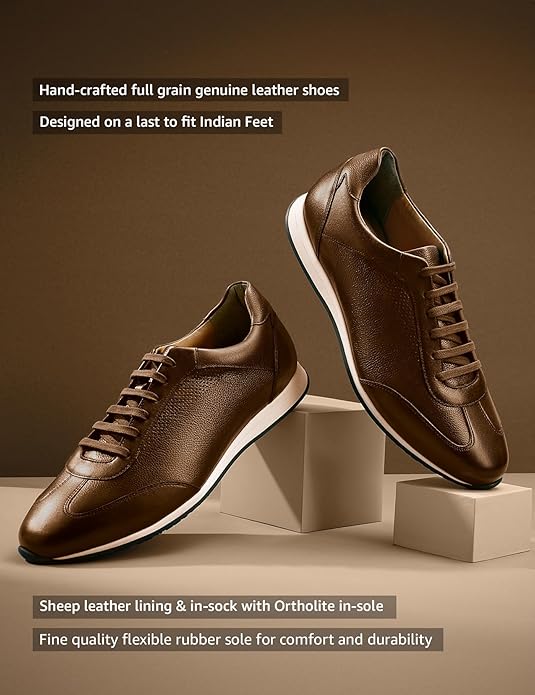 Hand-crafted full grain genuine leather shoes
Designed on a last to fit Indian Feet
Sheep leather lining & in-sock with Ortholite in-sole
Fine quality flexible rubber sole for comfort and durability